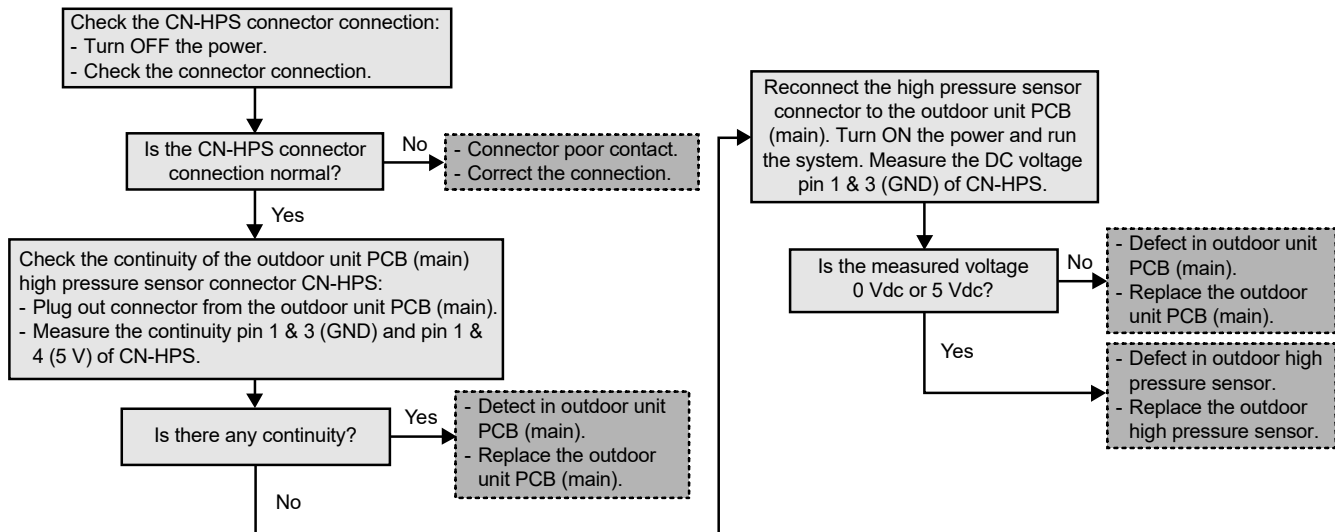 Check the CN-HPS connector connection:
- Turn OFF the power.
- Check the connector connection.
Is the CN-HPS connector
connection normal?
No
- Connector poor contact.
- Correct the connection.
Yes
Check the continuity of the outdoor unit PCB (main)
high pressure sensor connector CN-HPS:
- Plug out connector from the outdoor unit PCB (main).
- Measure the continuity pin 1 & 3 (GND) and pin 1 &
4 (5 V) of CN-HPS.
Is there any continuity?
Yes
- Defect in outdoor unit
PCB (main).
- Replace the outdoor
unit PCB (main).
No
Reconnect the high pressure sensor
connector to the outdoor unit PCB
(main). Turn ON the power and run
the system. Measure the DC voltage
pin 1 & 3 (GND) of CN-HPS.
Is the measured voltage
0 Vdc or 5 Vdc?
No
- Defect in outdoor unit
PCB (main).
- Replace the outdoor
unit PCB (main).
Yes
- Defect in outdoor high
pressure sensor.
- Replace the outdoor
high pressure sensor.